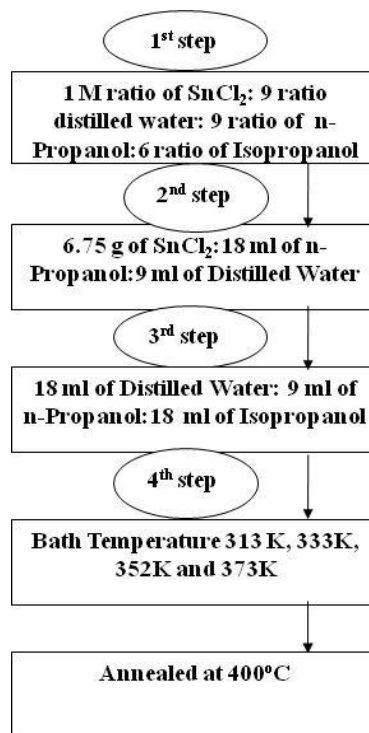 1st step
1 M ratio of SnCl2: 9 ratio
distilled water: 9 ratio of n-
Propanol:6 ratio of Isopropanol
2nd step
6.75 g of SnCl2:18 ml of n-
Propanol:9 ml of Distilled Water
3rd step
18 ml of Distilled Water: 9 ml of
n-Propanol:18 ml of Isopropanol
4th step
Bath Temperature 313 K, 333K,
352K and 373K
Annealed at 400°C